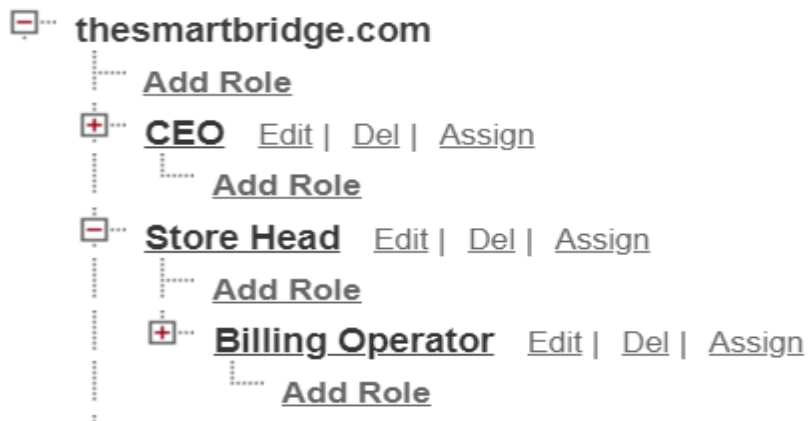 thesmartbridge.com
Add Role
CEO Edit | Del | Assign
Add Role
Store Head Edit | Del | Assign
Add Role
Billing Operator Edit | Del | Assign
Add Role